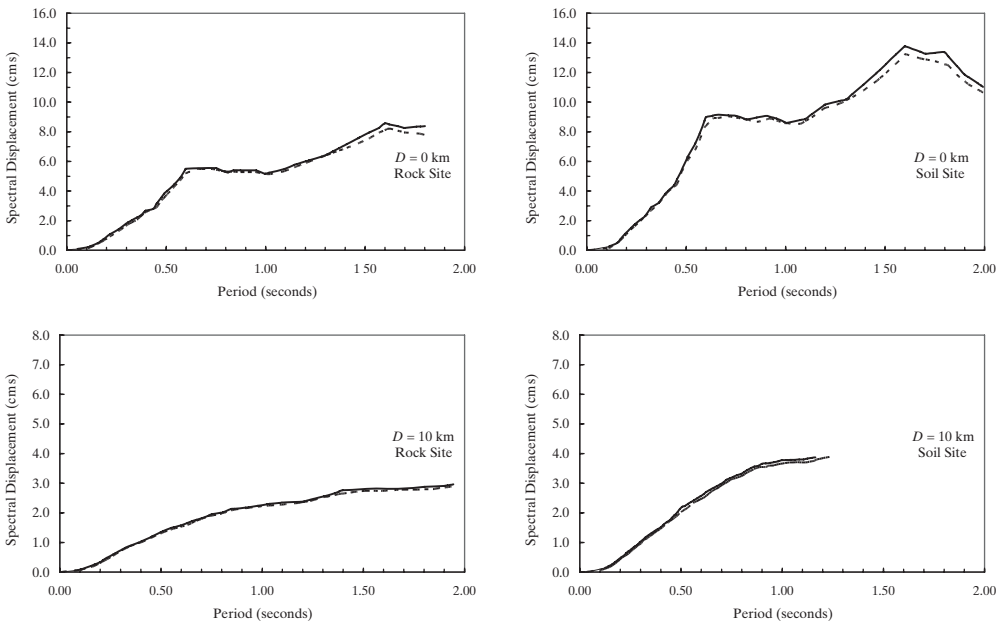 16.0
14.0
12.0
10.0
8.0
6.0
4.0
2.0
0.0
Spectral Displacement (cms)
D = 0 km
Rock Site
0.00 0.50 1.00 1 50 2.00
Period (seconds)
16.0
14.0
12.0
10.0
8.0
6.0
4.0
2.0
0.0
Spectral Displacement (cms)
D = 0 km
Soil Site
0.00 0.50 1.00 1 50 2.00
Period (seconds)
8.0
7.0
6.0
5.0
4.0
3.0
2.0
1.0
0.0
Spectral Displacement (cms)
D = 10 km
Rock Site
0.00 0.50 1.00 1.50 2.00
Period (seconds)
8.0
7.0
6.0
5.0
4.0
3.0
2.0
1.0
0.0
Spectral Displacement (cms)
D = 10 km
Soil Site
0.00 0.50 1.00 1.50 2.00
Period (seconds)